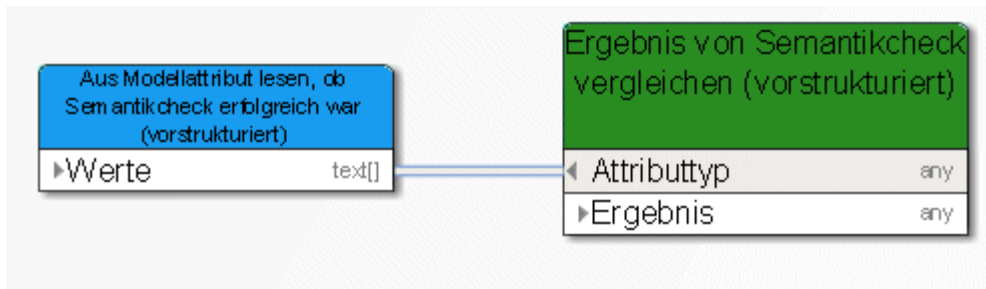 Aus Modellattribut lesen, ob
Semantikcheck erfolgreich war
(vorstrukturiert)
Werte text[]
Ergebnis von Semantikcheck
vergleichen (vorstrukturiert)
Attributtyp any
Ergebnis any